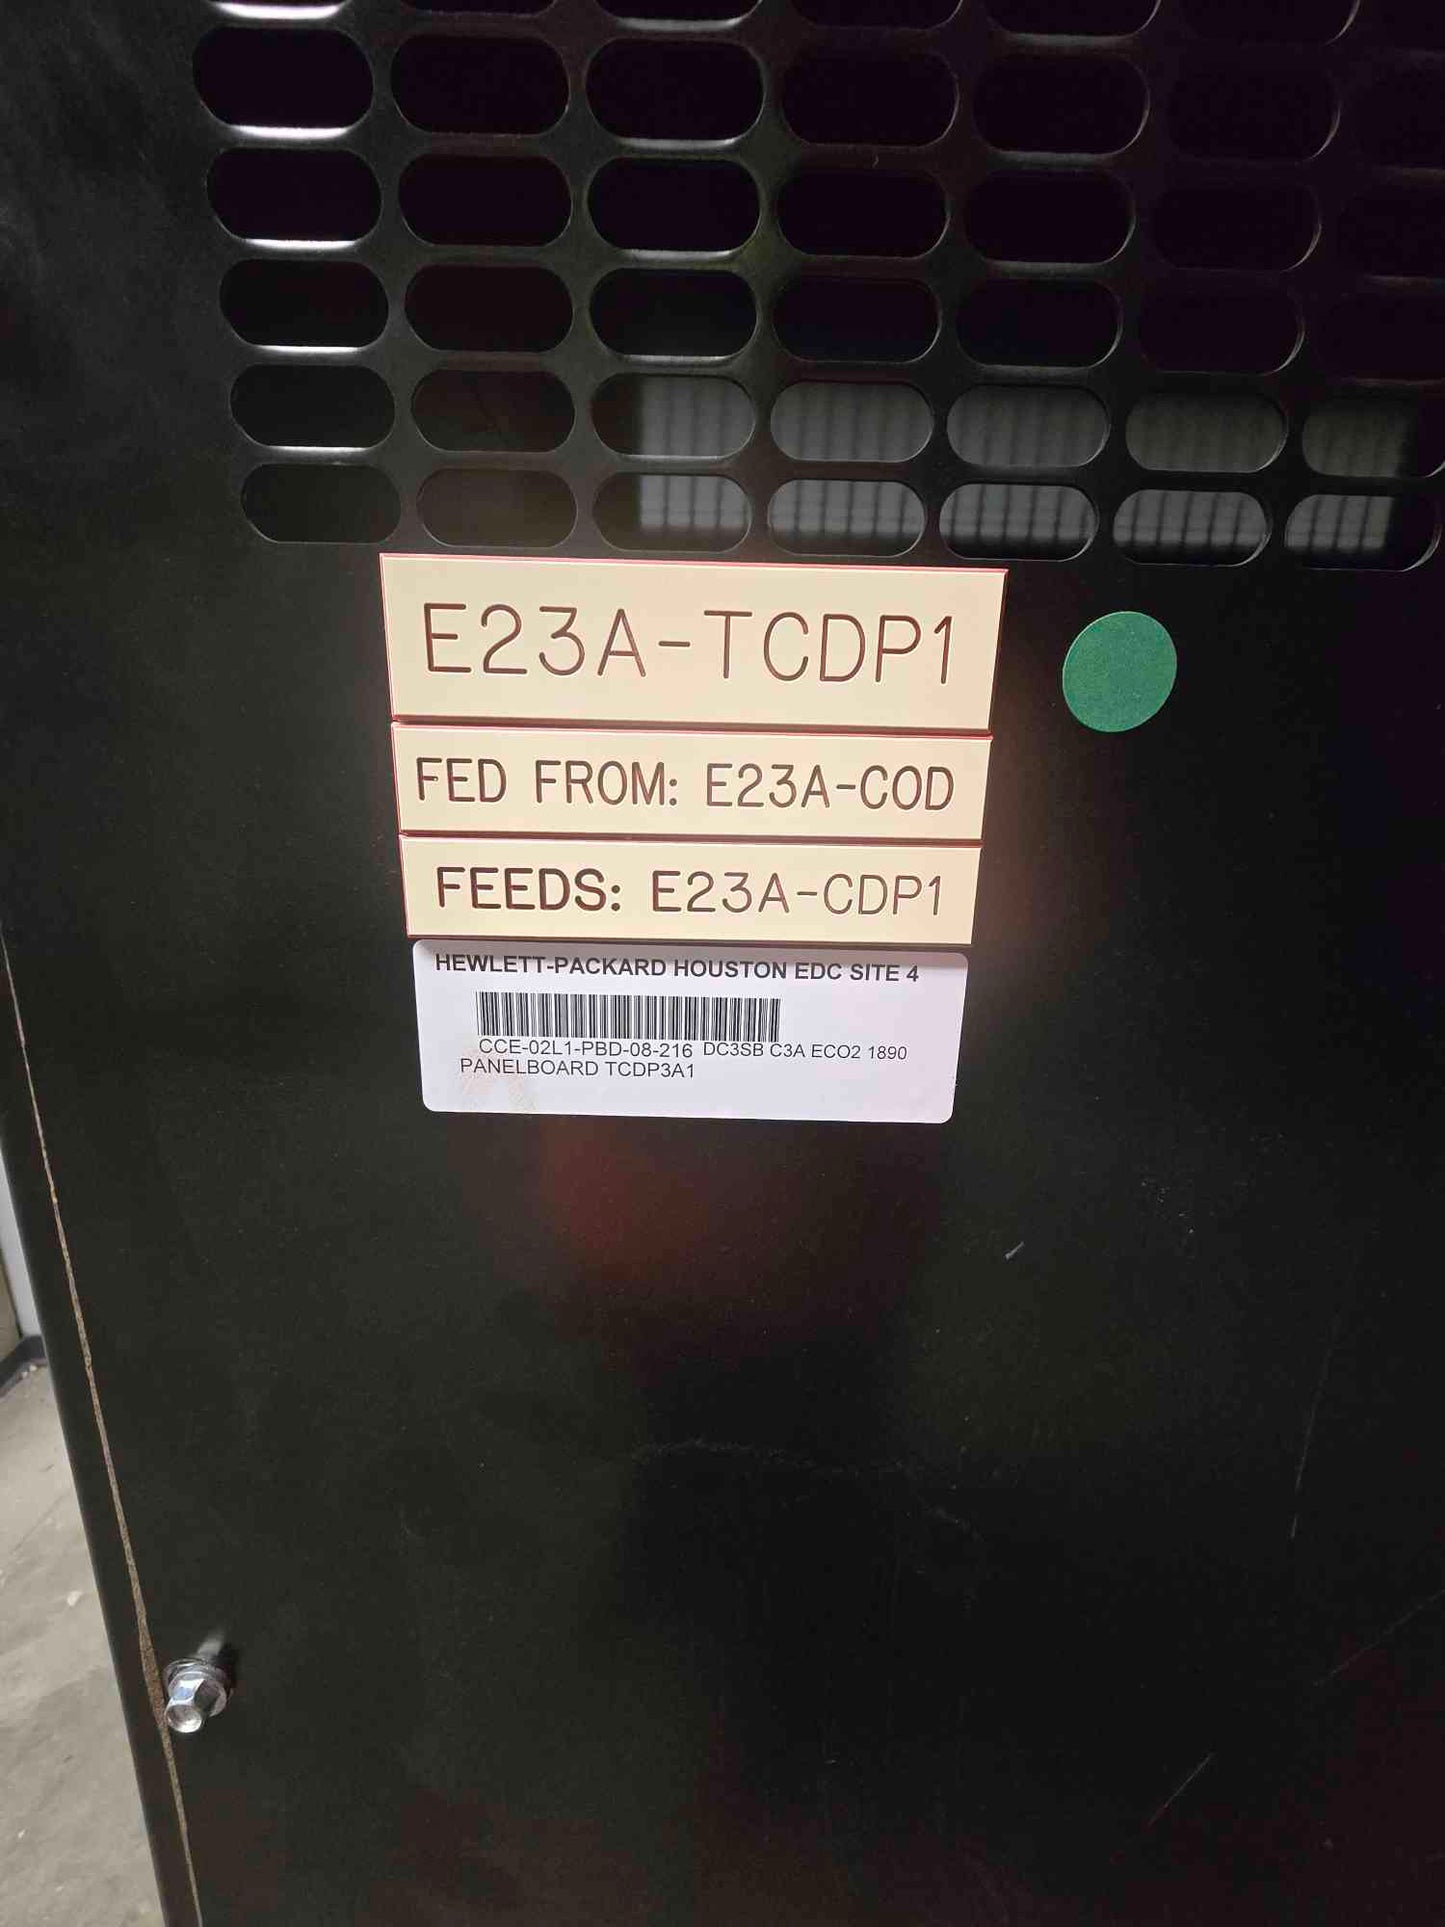 E23A-TCDP1
FED FROM: E23A-COD
FEEDS: E23A-CDP1
HEWLETT-PACKARD HOUSTON EDC SITE 4
CCE-02L1-PBD-08-216 DC3SB C3A ECO2 1890
PANELBOARD TCDP3A1